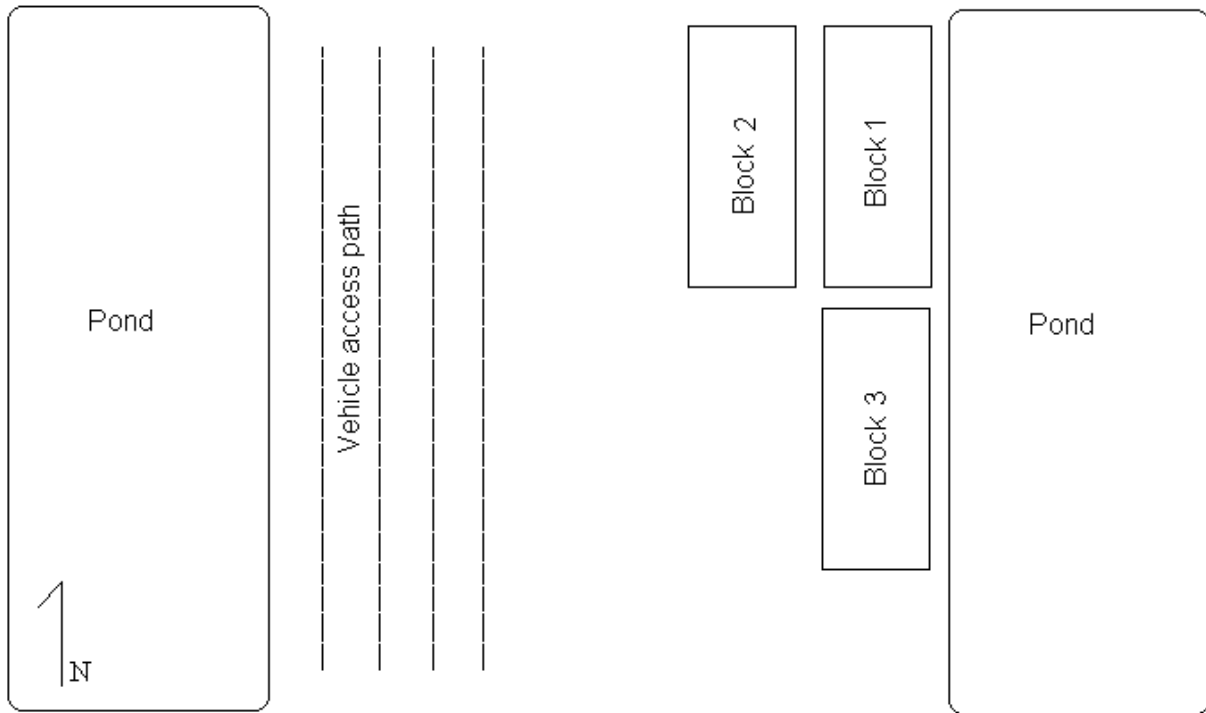 Pond
Vehicle access path
Block 2
Block 1
Block 3
Pond
N